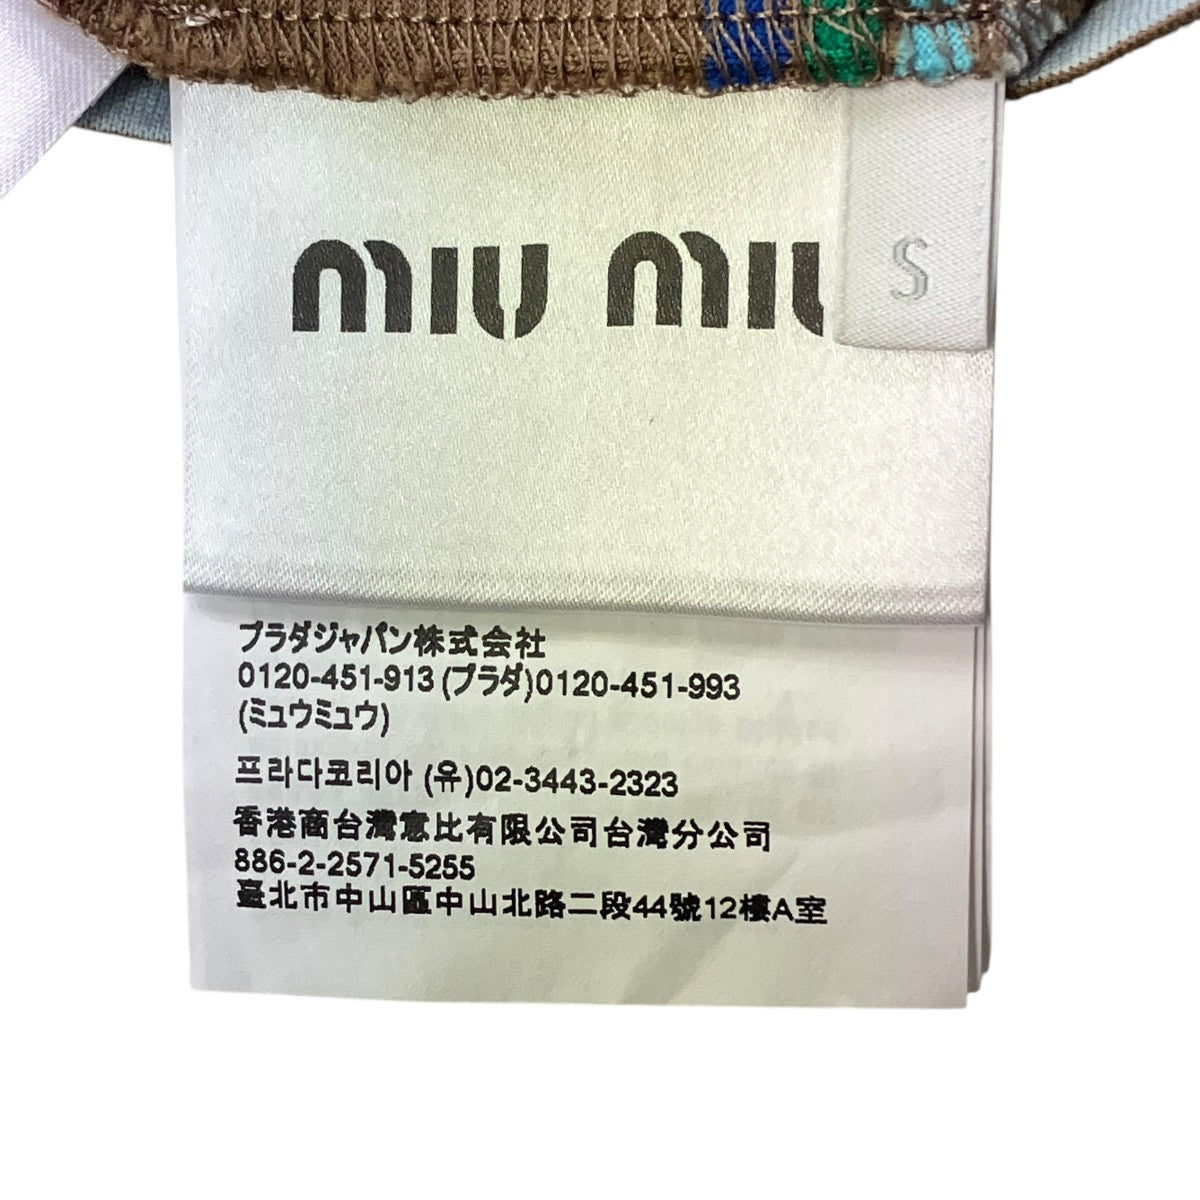 miu miu
S
プラダジャパン株式会社
0120-451-913 (プラダ)0120-451-993
(ミュウミュウ)
프라다코리아 (유)02-3443-2323
香港商台灣意比有限公司台灣分公司
886-2-2571-5255
臺北市中山區中山北路二段44號12樓A室